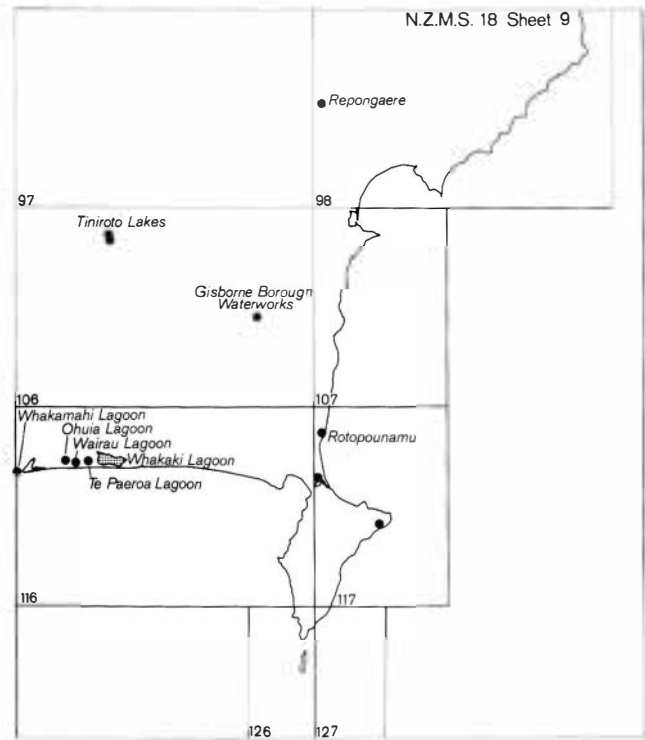 N.Z.M.S. 18 Sheet 9
Repongaere
97
98
Tiniroto Lakes
Gisborne Borougn
Waterworks
106
107
Whakamahi Lagoon
Ohuia Lagoon
Wairau Lagoon
Whakaki Lagoon
Te Paeroa Lagoon
Rotopounamu
116
117
126
127